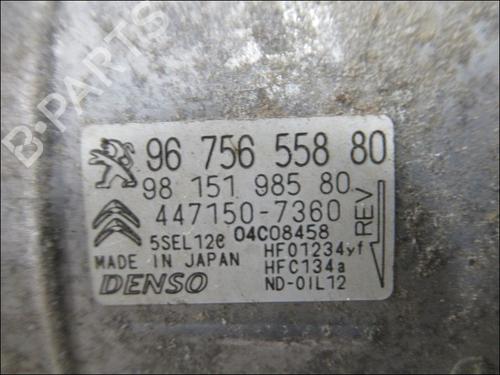 B-PARTS
96 756 558 80
98 151 985 80
447150-7360
5SEL12C 04C08458
MADE IN JAPAN
DENSO
HFO1234yf
HFC134a
ND-OIL12
REV